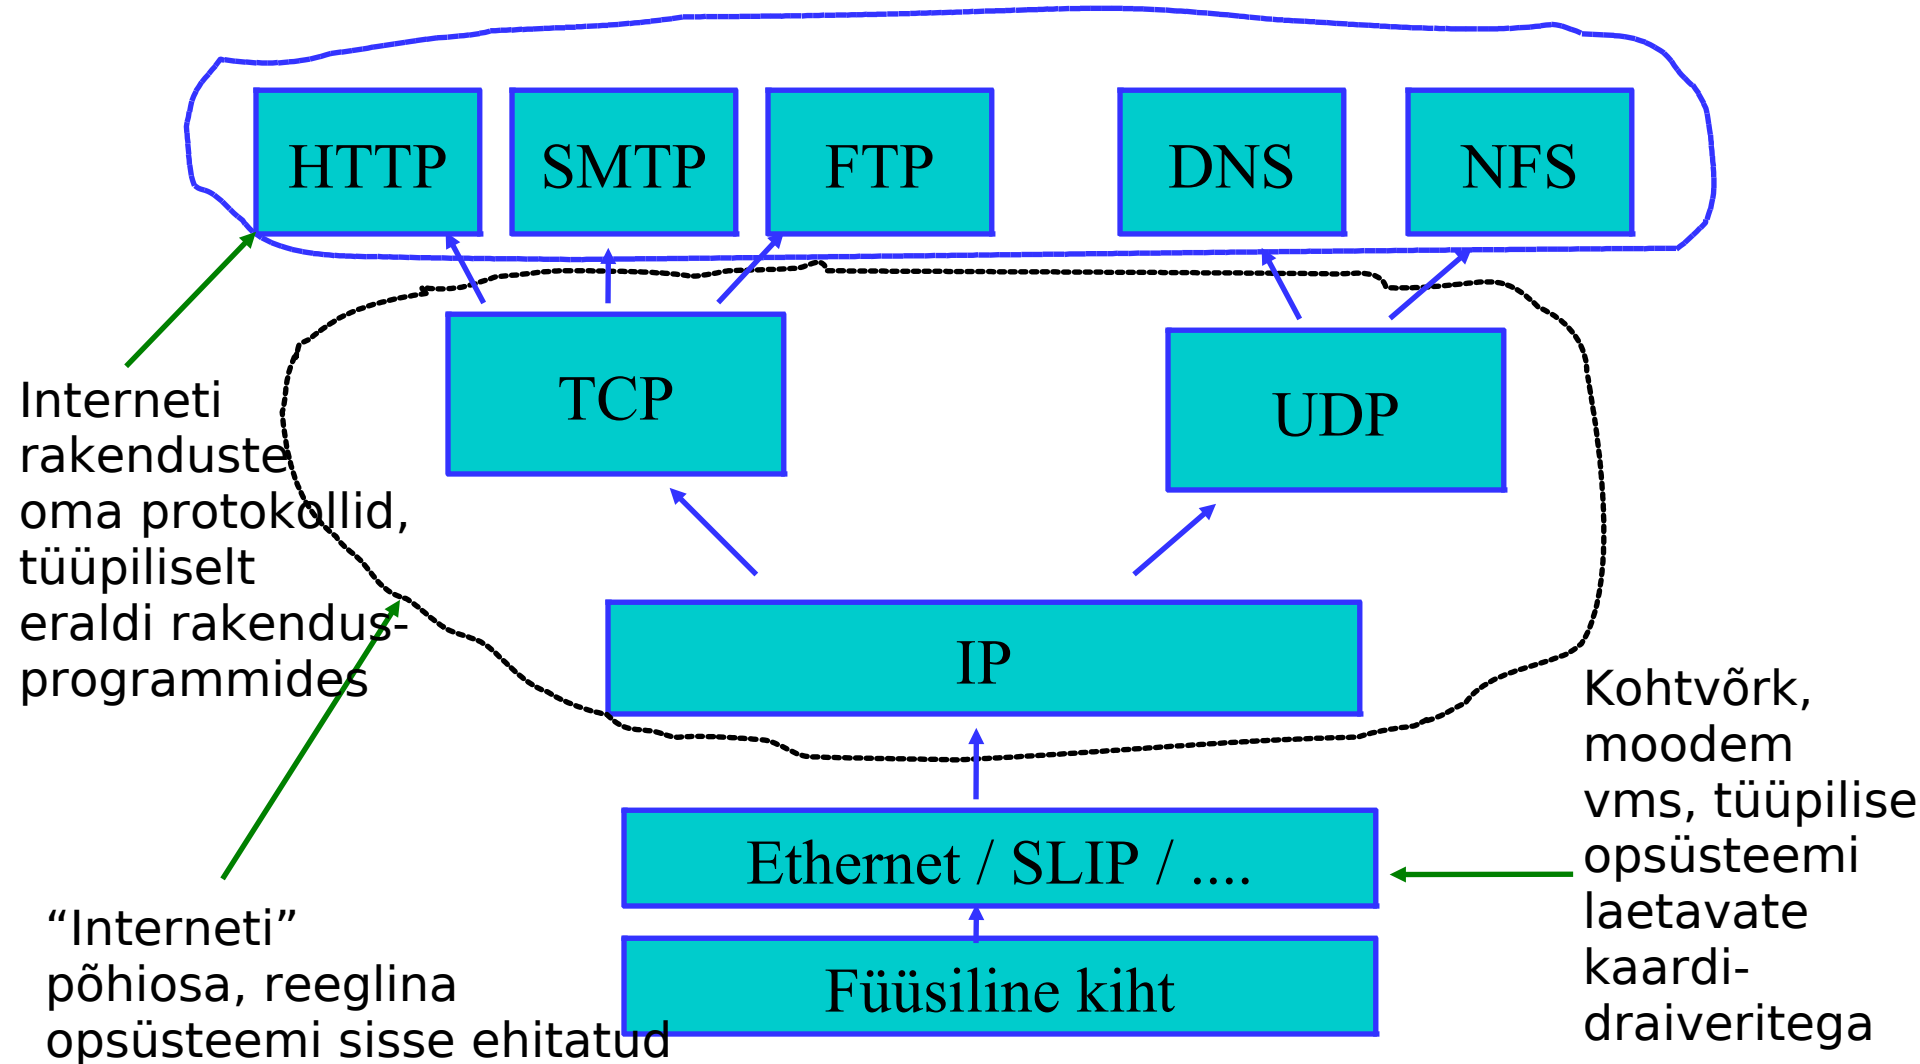 HTTP
SMTP
FTP
DNS
NFS
TCP
UDP
Interneti
rakenduste
oma protokollid,
tüüpiliselt
eraldi rakendus-
programmides
IP
Kohtvõrk,
moodem
vms, tüüpilise
opsüsteemi
laetavate
kaardi-
draiveritega
Ethernet / SLIP / ....
“Interneti”
põhiosa, reeglina
opsüsteemi sisse ehitatud
Füüsiline kiht